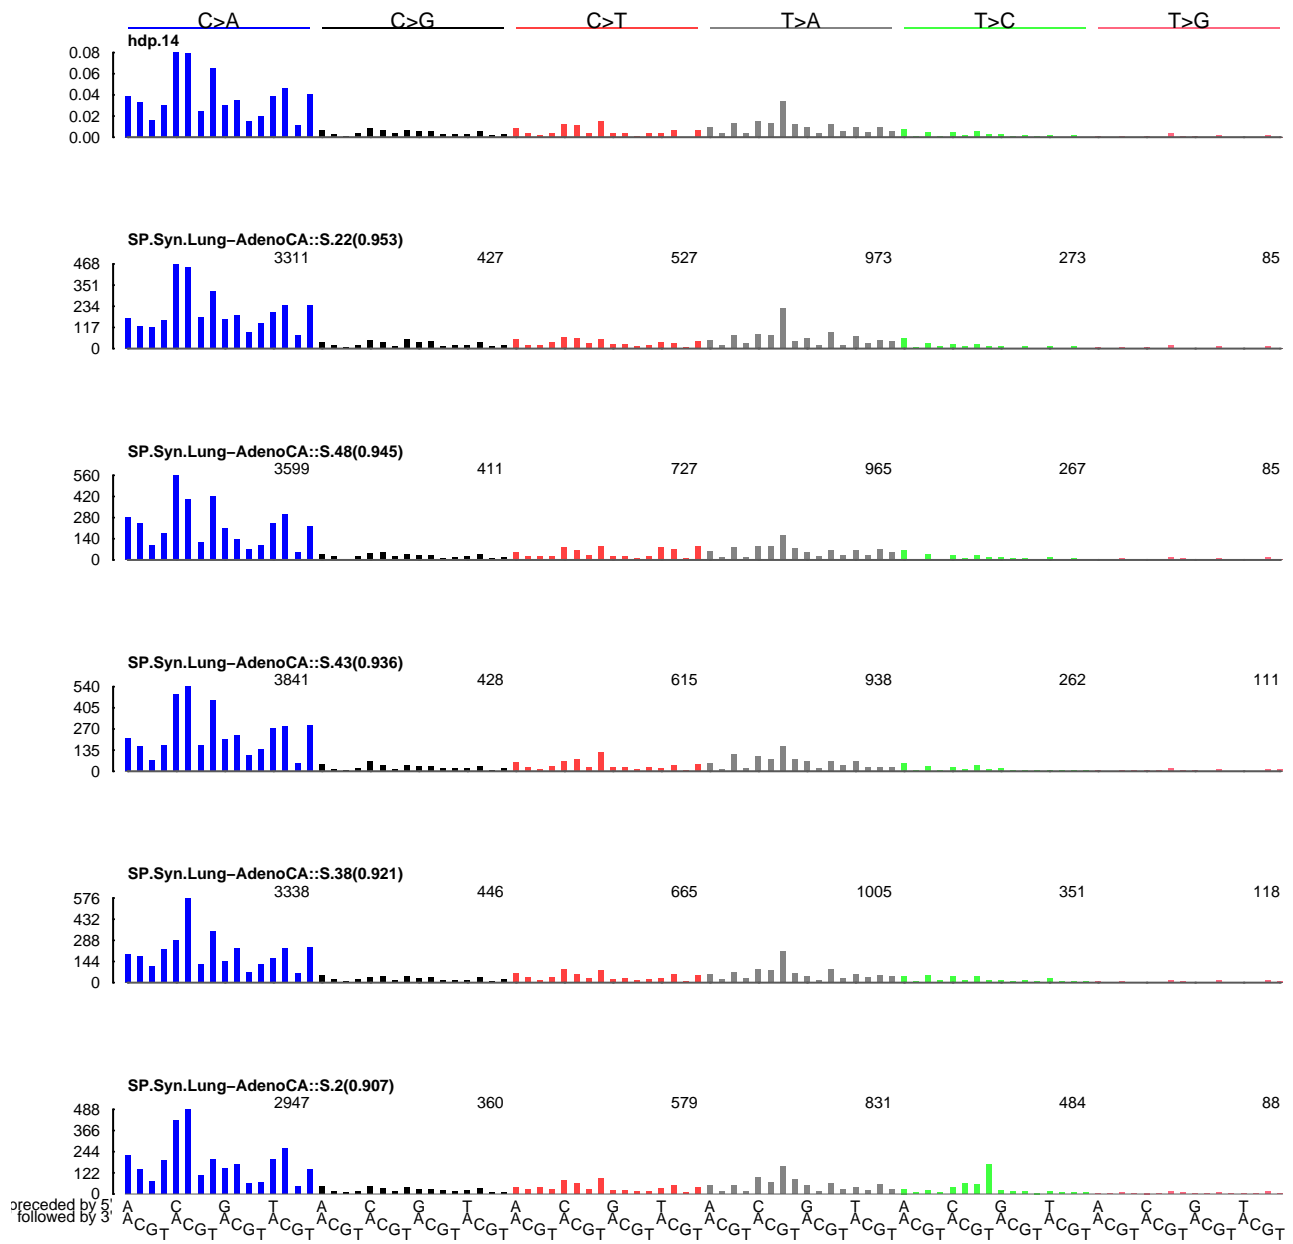 C>A C>G C>T T>A T>C T>G
hdp.14
0.08
0.06
0.04
0.02
0.00
SP.Syn.Lung−AdenoCA::S.22(0.953)
3311 427 527 973 273 85
468
351
234
117
0
SP.Syn.Lung−AdenoCA::S.48(0.945)
3599 411 727 965 267 85
560
420
280
140
0
SP.Syn.Lung−AdenoCA::S.43(0.936)
3841 428 615 938 262 111
540
405
270
135
0
SP.Syn.Lung−AdenoCA::S.38(0.921)
3338 446 665 1005 351 118
576
432
288
144
0
SP.Syn.Lung−AdenoCA::S.2(0.907)
2947 360 579 831 484 88
488
366
244
122
0
preceded by 5' A C G T A C G T A C G T A C G T A C G T A C G T
followed by 3' A C G T A C G T A C G T A C G T A C G T A C G T A C G T A C G T A C G T A C G T A C G T A C G T A C G T A C G T A C G T A C G T A C G T A C G T A C G T A C G T A C G T A C G T A C G T A C G T